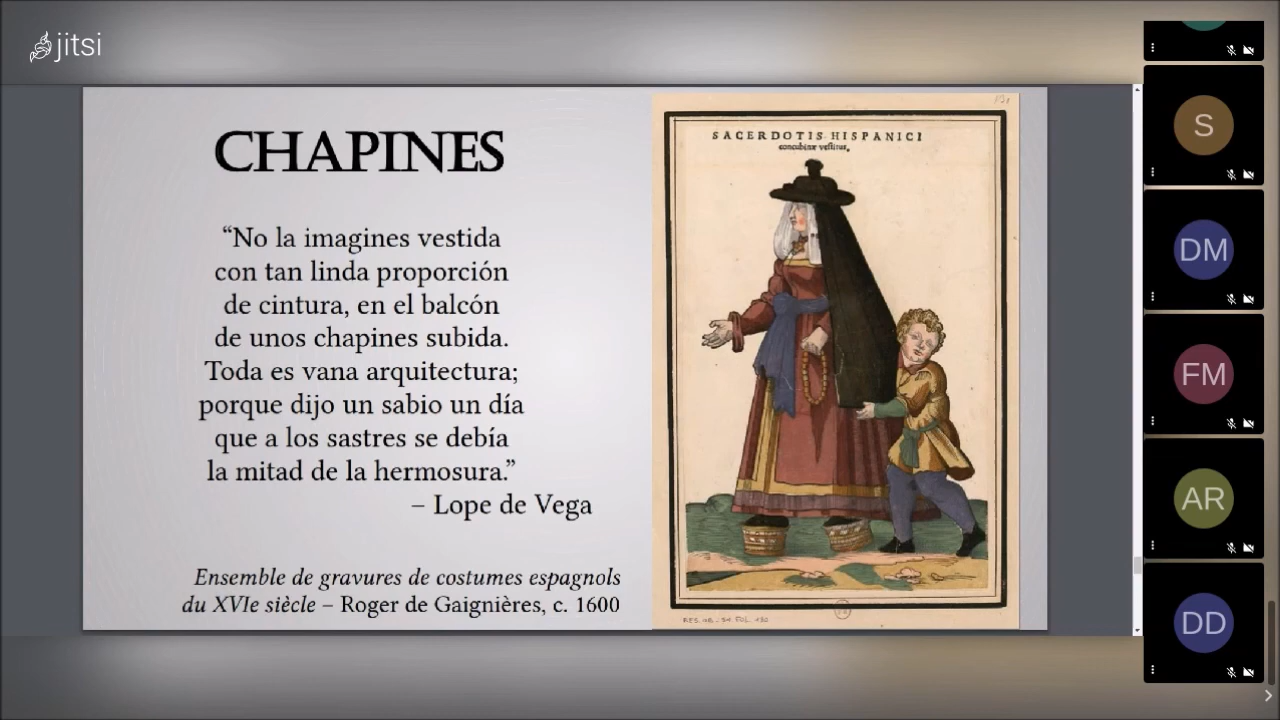 jitsi
CHAPINES
“No la imagines vestida
con tan linda proporción
de cintura, en el balcón
de unos chapines subida.
Toda es vana arquitectura;
porque dijo un sabio un día
que a los sastres se debía
la mitad de la hermosura.”
– Lope de Vega
Ensemble de gravures de costumes espagnols
du XVIe siècle – Roger de Gaignières, c. 1600
SACERDOTIS HISPANICI
concubinæ vestitus.
S
DM
FM
AR
DD